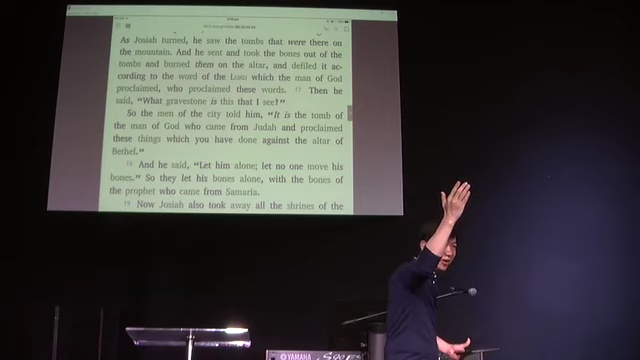 As Josiah turned, he saw the tombs that were there on
the mountain. And he sent and took the bones out of the
tombs and burned them on the altar, and defiled it ac-
cording to the word of the LORD which the man of God
proclaimed, who proclaimed these words. 17 Then he
said, "What gravestone is this that I see?"
So the men of the city told him, "It is the tomb of
the man of God who came from Judah and proclaimed
these things which you have done against the altar of
Bethel."
18 And he said, "Let him alone; let no one move his
bones." So they let his bones alone, with the bones of
the prophet who came from Samaria.
19 Now Josiah also took away all the shrines of the
YAMAHA S90 ES